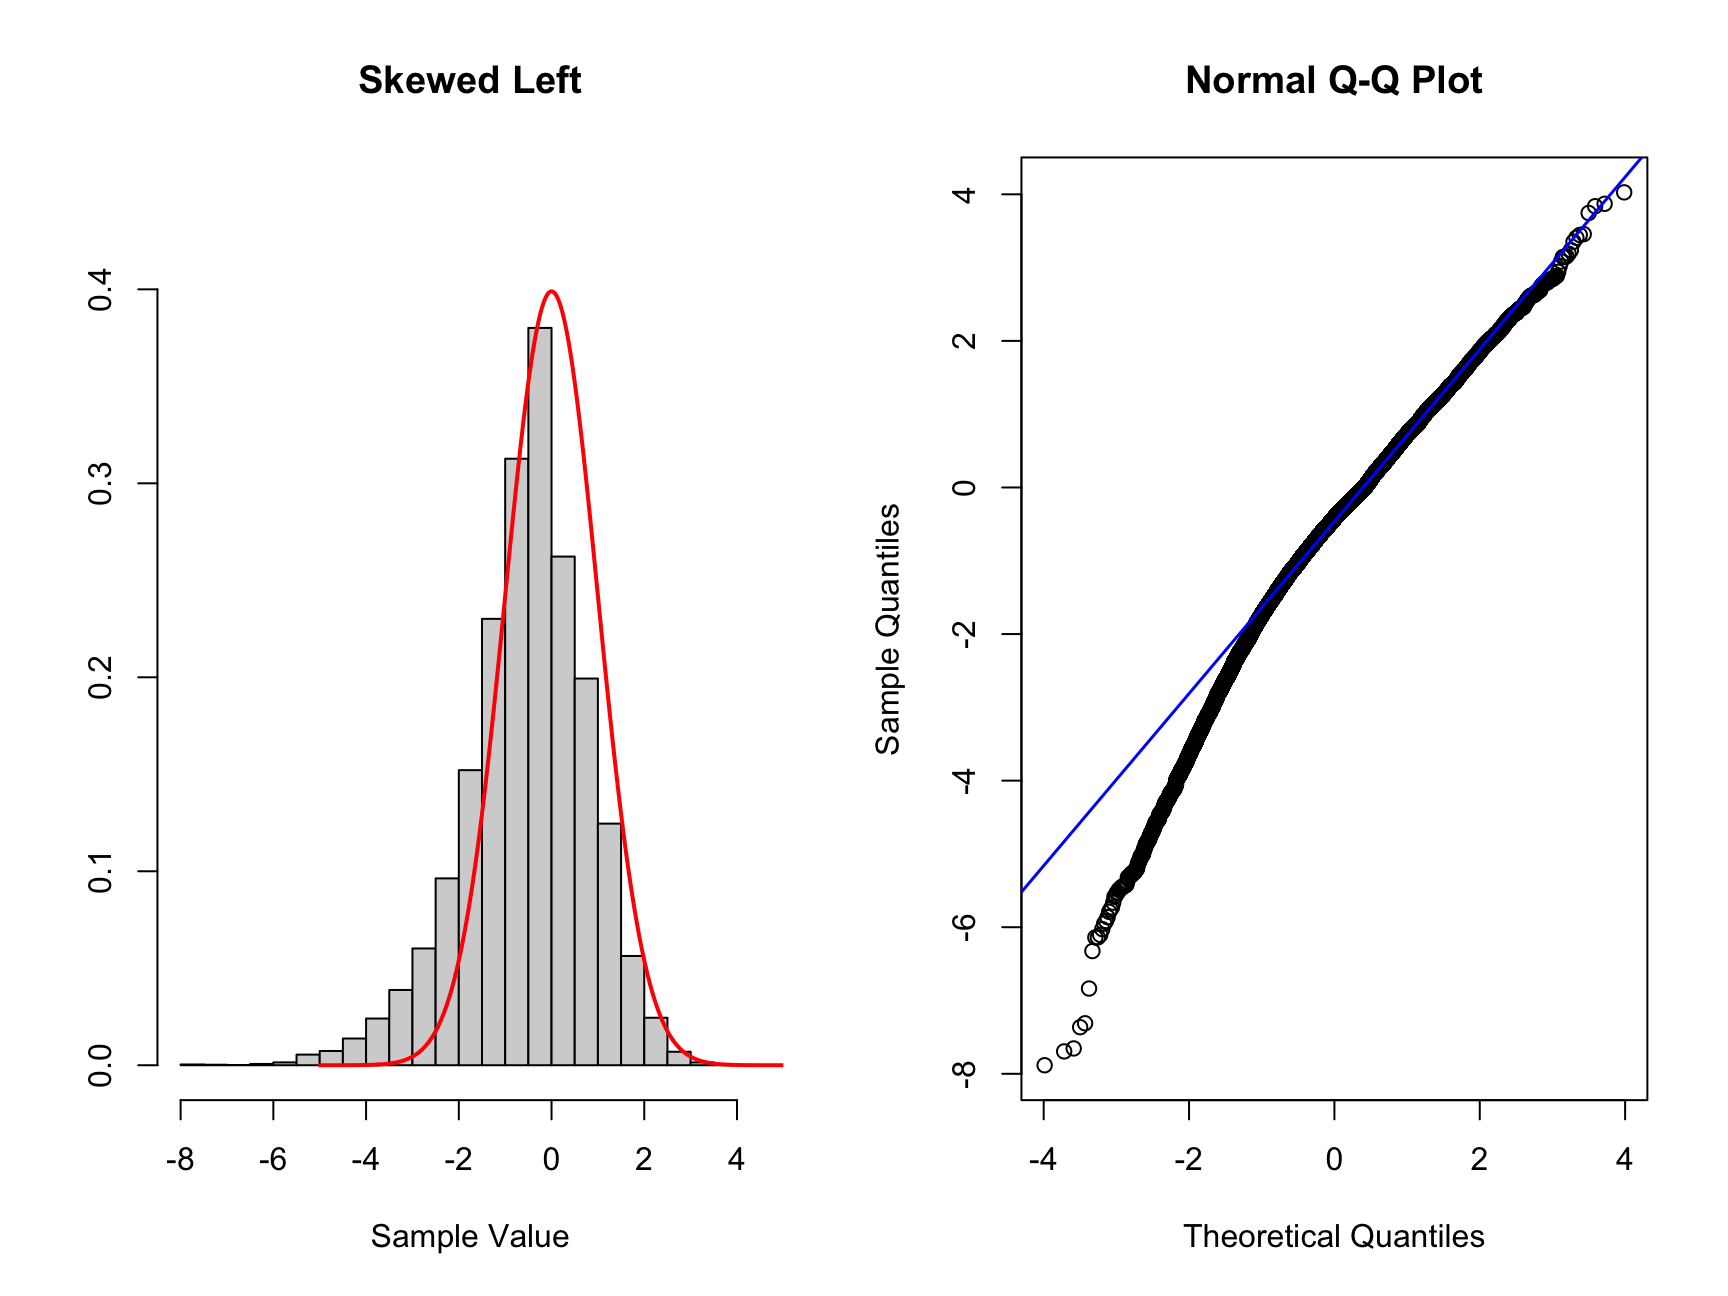 Skewed Left
0.4
0.3
0.2
0.1
0.0
-8 -6 -4 -2 0 2 4
Sample Value
Normal Q-Q Plot
Sample Quantiles
4
2
0
-2
-4
-6
-8
-4 -2 0 2 4
Theoretical Quantiles